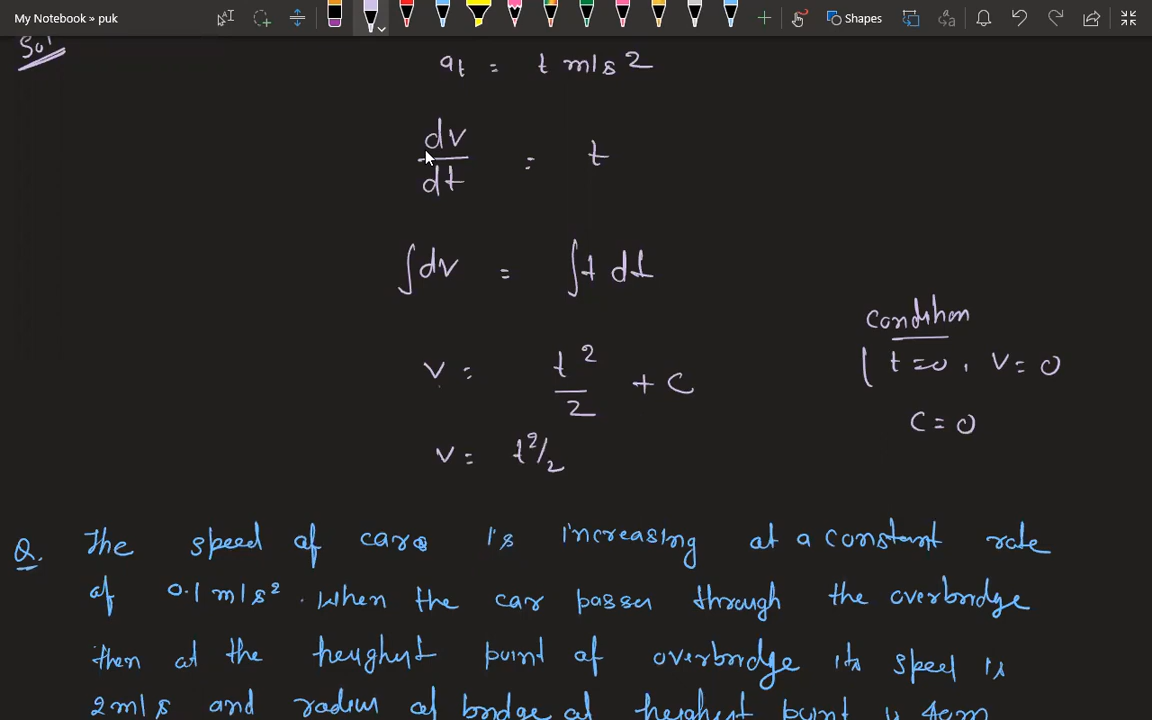 My Notebook » puk
Shapes
Sol
at = t m/s 2
dv/dt = t
∫dv = ∫t dt
v = t²/2 + c
Condition
t=0, v=0
c=0
v = t²/2
Q. The speed of care is increasing at a constant rate
of 0.1 m/s². When the car passes through the overbridge
then at the heighest point of overbridge its speed is
2 m/s and radius of bridge at heighest point is